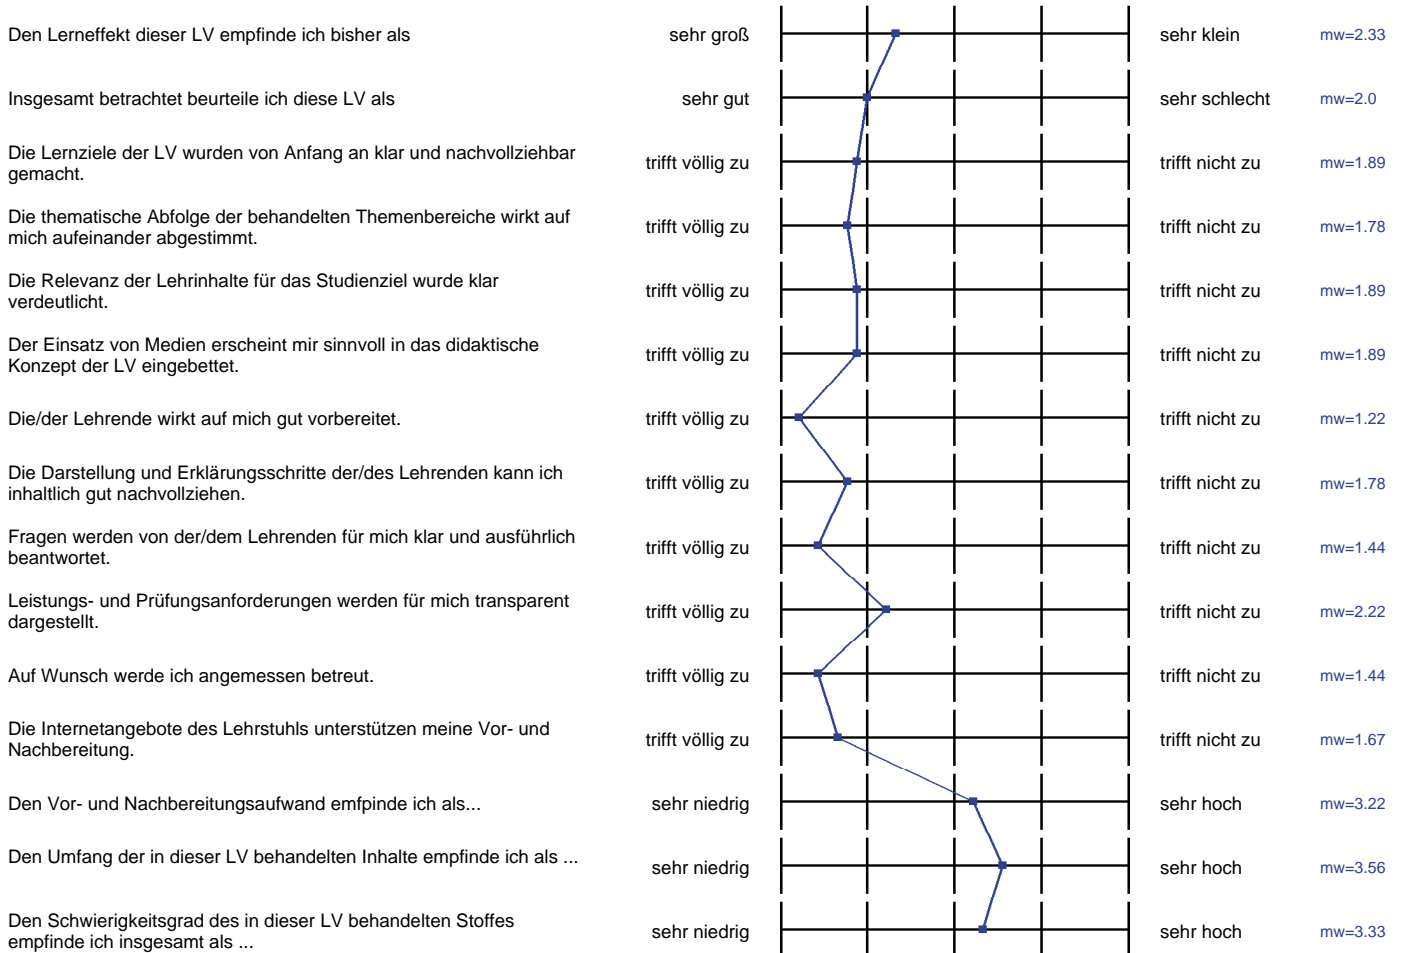 Den Lerneffekt dieser LV empfinde ich bisher als sehr groß sehr klein mw=2.33
Insgesamt betrachtet beurteile ich diese LV als sehr gut sehr schlecht mw=2.0
Die Lernziele der LV wurden von Anfang an klar und nachvollziehbar
gemacht. trifft völlig zu trifft nicht zu mw=1.89
Die thematische Abfolge der behandelten Themenbereiche wirkt auf
mich aufeinander abgestimmt. trifft völlig zu trifft nicht zu mw=1.78
Die Relevanz der Lehrinhalte für das Studienziel wurde klar
verdeutlicht. trifft völlig zu trifft nicht zu mw=1.89
Der Einsatz von Medien erscheint mir sinnvoll in das didaktische
Konzept der LV eingebettet. trifft völlig zu trifft nicht zu mw=1.89
Die/der Lehrende wirkt auf mich gut vorbereitet. trifft völlig zu trifft nicht zu mw=1.22
Die Darstellung und Erklärungsschritte der/des Lehrenden kann ich
inhaltlich gut nachvollziehen. trifft völlig zu trifft nicht zu mw=1.78
Fragen werden von der/dem Lehrenden für mich klar und ausführlich
beantwortet. trifft völlig zu trifft nicht zu mw=1.44
Leistungs- und Prüfungsanforderungen werden für mich transparent
dargestellt. trifft völlig zu trifft nicht zu mw=2.22
Auf Wunsch werde ich angemessen betreut. trifft völlig zu trifft nicht zu mw=1.44
Die Internetangebote des Lehrstuhls unterstützen meine Vor- und
Nachbereitung. trifft völlig zu trifft nicht zu mw=1.67
Den Vor- und Nachbereitungsaufwand emfpinde ich als... sehr niedrig sehr hoch mw=3.22
Den Umfang der in dieser LV behandelten Inhalte empfinde ich als ... sehr niedrig sehr hoch mw=3.56
Den Schwierigkeitsgrad des in dieser LV behandelten Stoffes
empfinde ich insgesamt als ... sehr niedrig sehr hoch mw=3.33